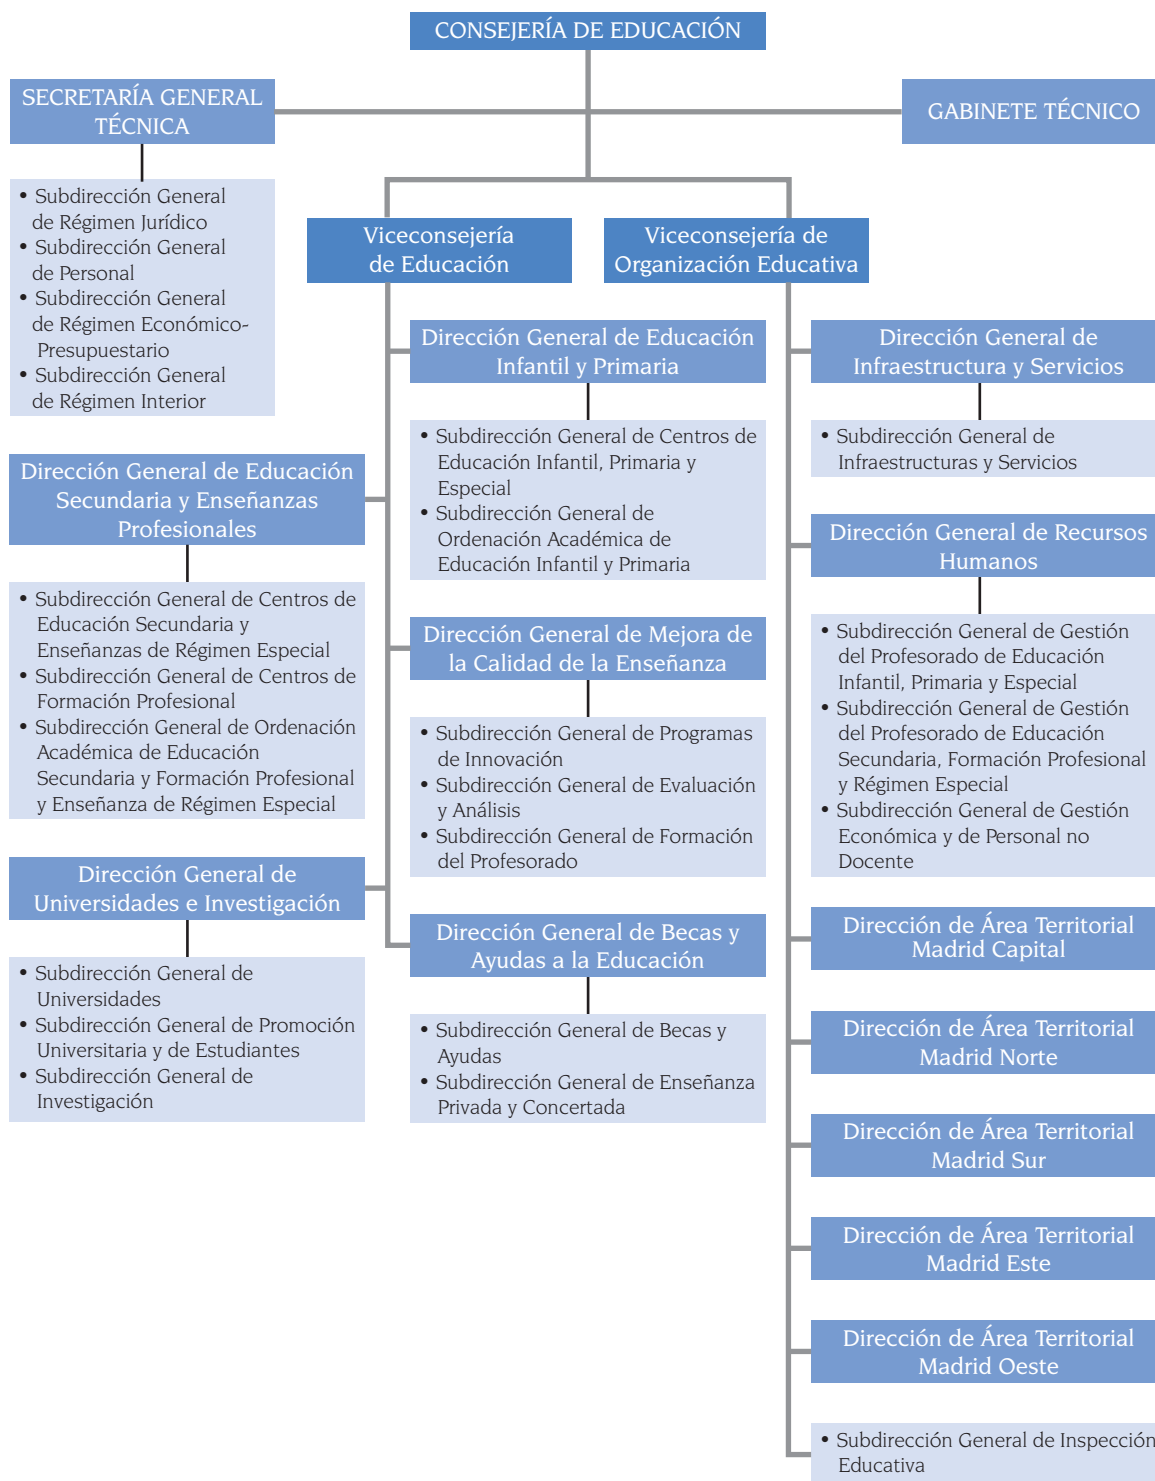 CONSEJERÍA DE EDUCACIÓN
SECRETARÍA GENERAL
TÉCNICA
GABINETE TÉCNICO
• Subdirección General
de Régimen Jurídico
• Subdirección General
de Personal
• Subdirección General
de Régimen Económico-
Presupuestario
• Subdirección General
de Régimen Interior
Viceconsejería
de Educación
Viceconsejería de
Organización Educativa
Dirección General de Educación
Secundaria y Enseñanzas
Profesionales
• Subdirección General de Centros de
Educación Secundaria y
Enseñanzas de Régimen Especial
• Subdirección General de Centros de
Formación Profesional
• Subdirección General de Ordenación
Académica de Educación
Secundaria y Formación Profesional
y Enseñanza de Régimen Especial
Dirección General de
Universidades e Investigación
• Subdirección General de
Universidades
• Subdirección General de Promoción
Universitaria y de Estudiantes
• Subdirección General de
Investigación
Dirección General de Educación
Infantil y Primaria
• Subdirección General de Centros de
Educación Infantil, Primaria y
Especial
• Subdirección General de
Ordenación Académica de
Educación Infantil y Primaria
Dirección General de Mejora de
la Calidad de la Enseñanza
• Subdirección General de Programas
de Innovación
• Subdirección General de Evaluación
y Análisis
• Subdirección General de Formación
del Profesorado
Dirección General de Becas y
Ayudas a la Educación
• Subdirección General de Becas y
Ayudas
• Subdirección General de Enseñanza
Privada y Concertada
Dirección General de
Infraestructura y Servicios
• Subdirección General de
Infraestructuras y Servicios
Dirección General de Recursos
Humanos
• Subdirección General de Gestión
del Profesorado de Educación
Infantil, Primaria y Especial
• Subdirección General de Gestión
del Profesorado de Educación
Secundaria, Formación Profesional
y Régimen Especial
• Subdirección General de Gestión
Económica y de Personal no
Docente
Dirección de Área Territorial
Madrid Capital
Dirección de Área Territorial
Madrid Norte
Dirección de Área Territorial
Madrid Sur
Dirección de Área Territorial
Madrid Este
Dirección de Área Territorial
Madrid Oeste
• Subdirección General de Inspección
Educativa